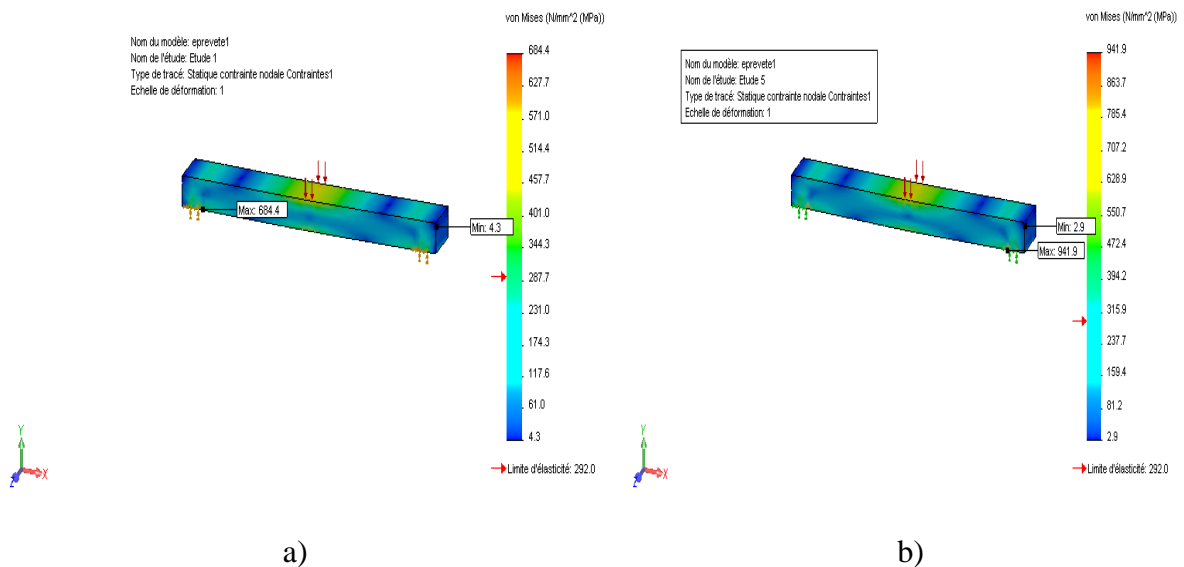 von Mises (N/mm^2 (MPa))
Nom du modèle: eprevete1
Nom de l'étude: Etude 1
Type de tracé: Statique contrainte nodale Contraintes1
Echelle de déformation: 1
684.4
627.7
571.0
514.4
457.7
401.0
344.3
287.7
231.0
174.3
117.6
61.0
4.3
Max: 684.4
Min: 4.3
Limite d'élasticité: 292.0
Y
X
Z
a)
von Mises (N/mm^2 (MPa))
Nom du modèle: eprevete1
Nom de l'étude: Etude 5
Type de tracé: Statique contrainte nodale Contraintes1
Echelle de déformation: 1
941.9
863.7
785.4
707.2
628.9
550.7
472.4
394.2
315.9
237.7
159.4
81.2
2.9
Min: 2.9
Max: 941.9
Limite d'élasticité: 292.0
Y
X
Z
b)